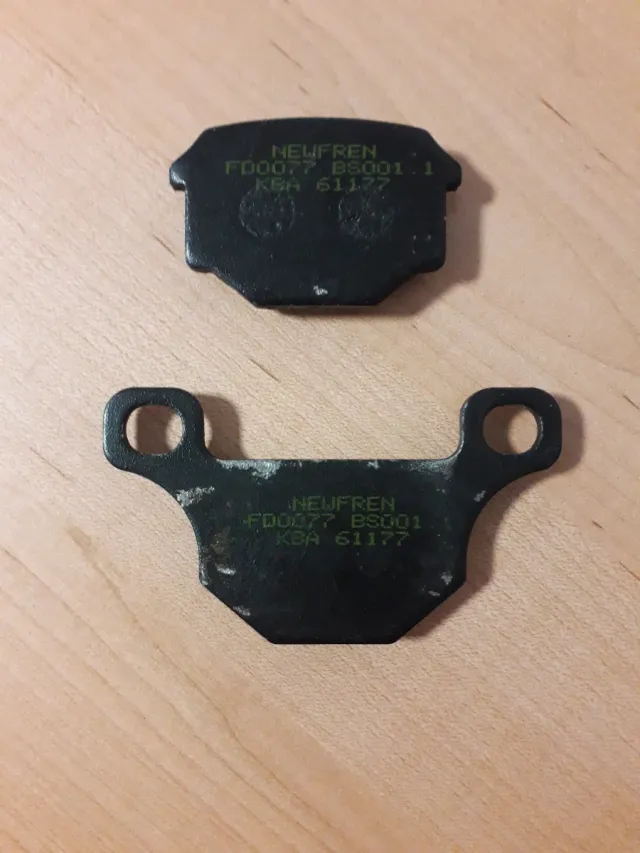 NEWFREN
FD0077 BS001 1
KBA 61177
NEWFREN
FD0077 BS001
KBA 61177